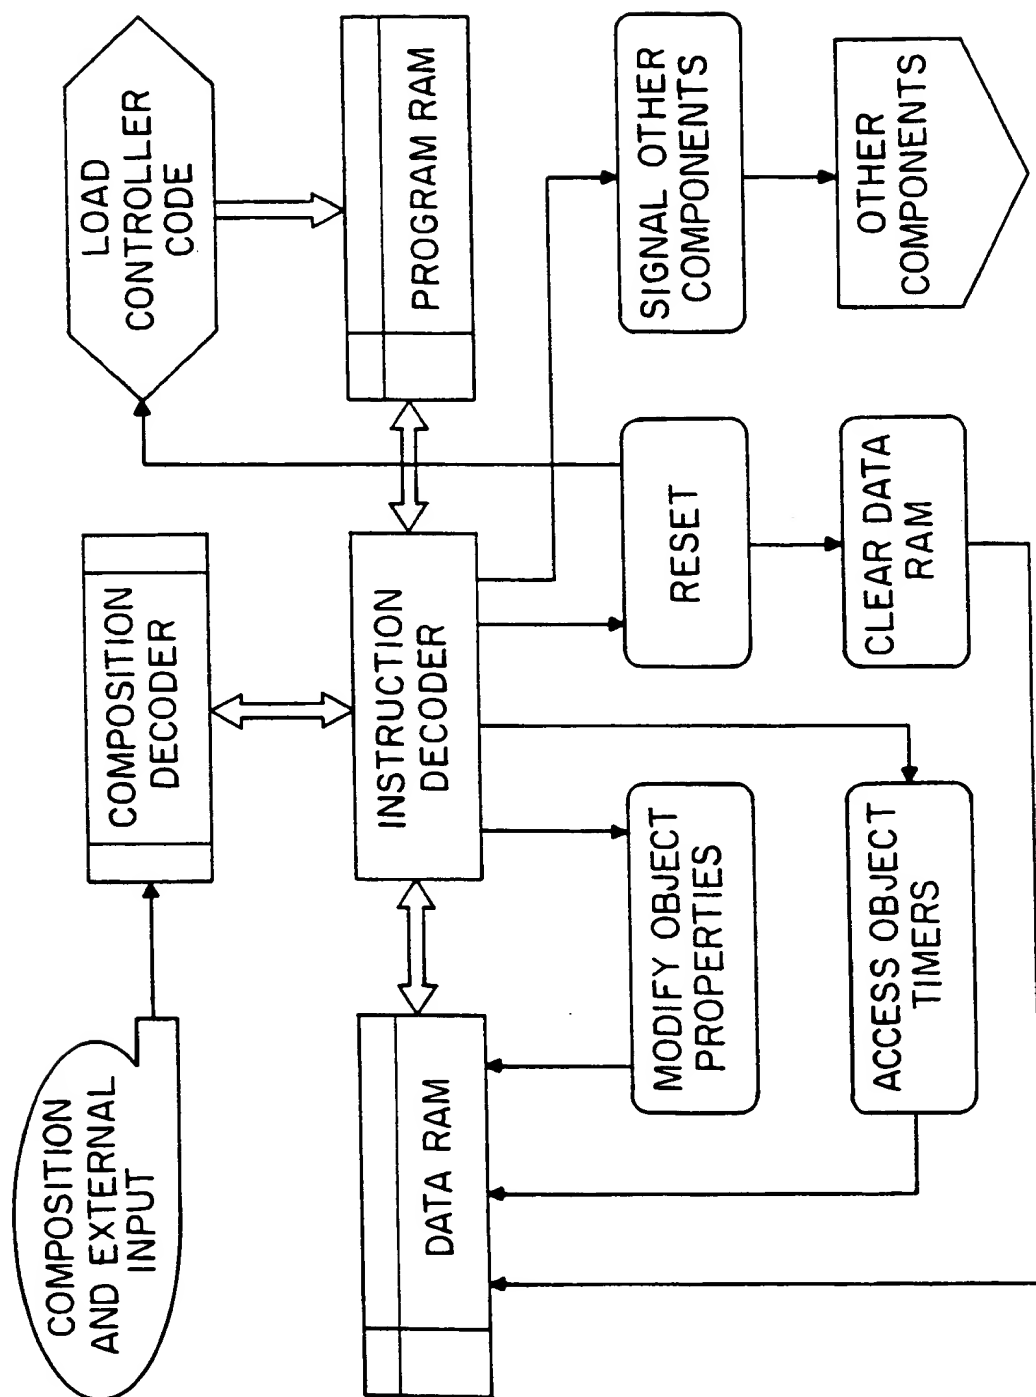 COMPOSITION
AND EXTERNAL
INPUT
COMPOSITION
DECODER
LOAD
CONTROLLER
CODE
DATA RAM
INSTRUCTION
DECODER
PROGRAM RAM
MODIFY OBJECT
PROPERTIES
RESET
SIGNAL OTHER
COMPONENTS
ACCESS OBJECT
TIMERS
CLEAR DATA
RAM
OTHER
COMPONENTS